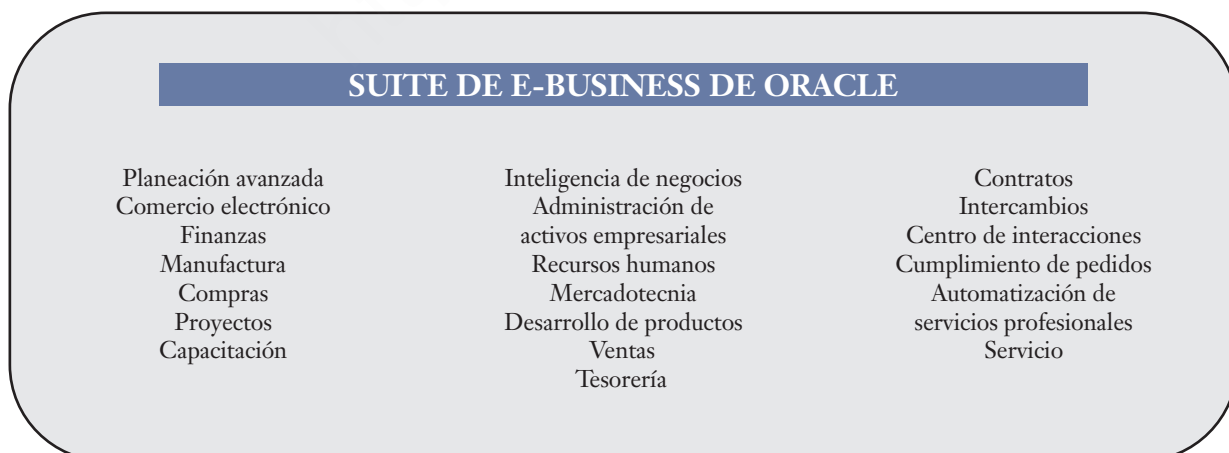 SUITE DE E-BUSINESS DE ORACLE
Planeación avanzada
Comercio electrónico
Finanzas
Manufactura
Compras
Proyectos
Capacitación
Inteligencia de negocios
Administración de
activos empresariales
Recursos humanos
Mercadotecnia
Desarrollo de productos
Ventas
Tesorería
Contratos
Intercambios
Centro de interacciones
Cumplimiento de pedidos
Automatización de
servicios profesionales
Servicio